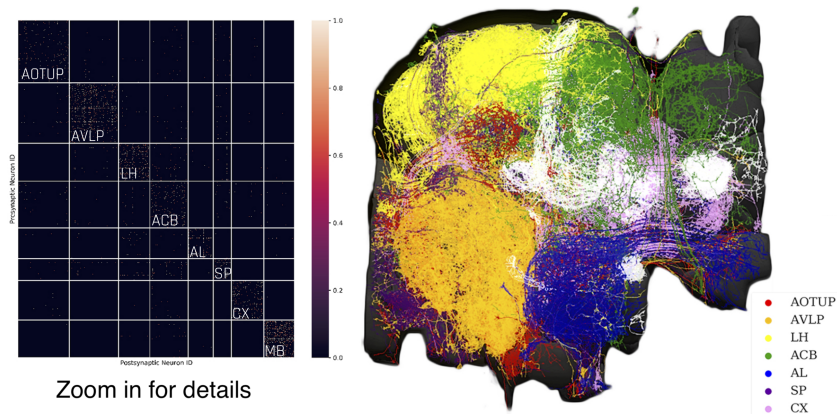 1.0
0.8
0.6
0.4
0.2
0.0
AOTUP
AVLP
LH
ACB
AL
SP
CX
MB
Presynaptic Neuron ID
Postsynaptic Neuron ID
Zoom in for details
AOTUP
AVLP
LH
ACB
AL
SP
CX